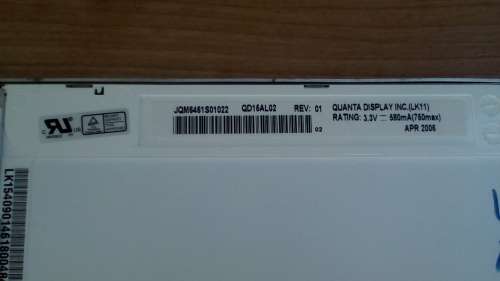 JQM6461S01022 QD15AL02 REV: 01 QUANTA DISPLAY INC.(LK11)
RATING: 3.3V ⎓ 580mA(750max)
02 APR 2006